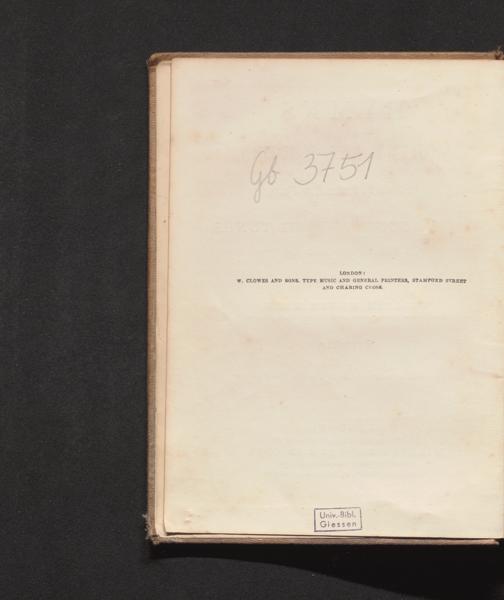 Gb 3751
LONDON:
W. CLOWES AND SONS, TYPE MUSIC AND GENERAL PRINTERS, STAMFORD STREET
AND CHARING CROSS.
Univ.-Bibl.
Giessen